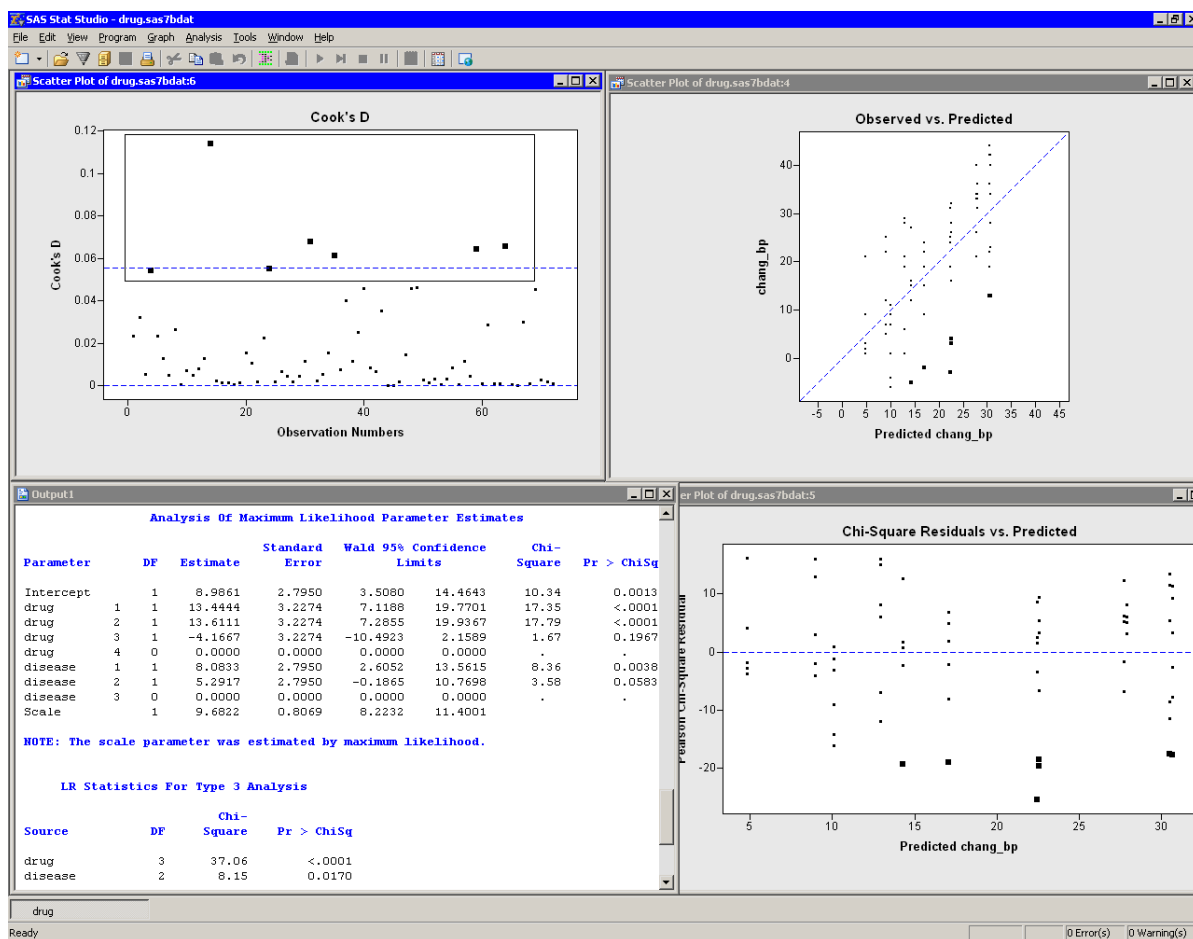 SAS Stat Studio - drug.sas7bdat
File Edit View Program Graph Analysis Tools Window Help
Scatter Plot of drug.sas7bdat:6
Cook's D
0.12
0.1
0.08
0.06
0.04
0.02
0
Cook's D
0 20 40 60
Observation Numbers
Scatter Plot of drug.sas7bdat:4
Observed vs. Predicted
40
30
20
10
0
chang_bp
-5 0 5 10 15 20 25 30 35 40 45
Predicted chang_bp
Output1
Analysis Of Maximum Likelihood Parameter Estimates
Standard Wald 95% Confidence Chi-
Parameter DF Estimate Error Limits Square Pr > ChiSq
Intercept 1 8.9861 2.7950 3.5080 14.4643 10.34 0.0013
drug 1 1 13.4444 3.2274 7.1188 19.7701 17.35 <.0001
drug 2 1 13.6111 3.2274 7.2855 19.9367 17.79 <.0001
drug 3 1 -4.1667 3.2274 -10.4923 2.1589 1.67 0.1967
drug 4 0 0.0000 0.0000 0.0000 0.0000 . .
disease 1 1 8.0833 2.7950 2.6052 13.5615 8.36 0.0038
disease 2 1 5.2917 2.7950 -0.1865 10.7698 3.58 0.0583
disease 3 0 0.0000 0.0000 0.0000 0.0000 . .
Scale 1 9.6822 0.8069 8.2232 11.4001
NOTE: The scale parameter was estimated by maximum likelihood.
LR Statistics For Type 3 Analysis
Chi-
Source DF Square Pr > ChiSq
drug 3 37.06 <.0001
disease 2 8.15 0.0170
er Plot of drug.sas7bdat:5
Chi-Square Residuals vs. Predicted
10
0
-10
-20
Pearson Chi-Square Residual
5 10 15 20 25 30
Predicted chang_bp
drug
Ready
0 Error(s) 0 Warning(s)